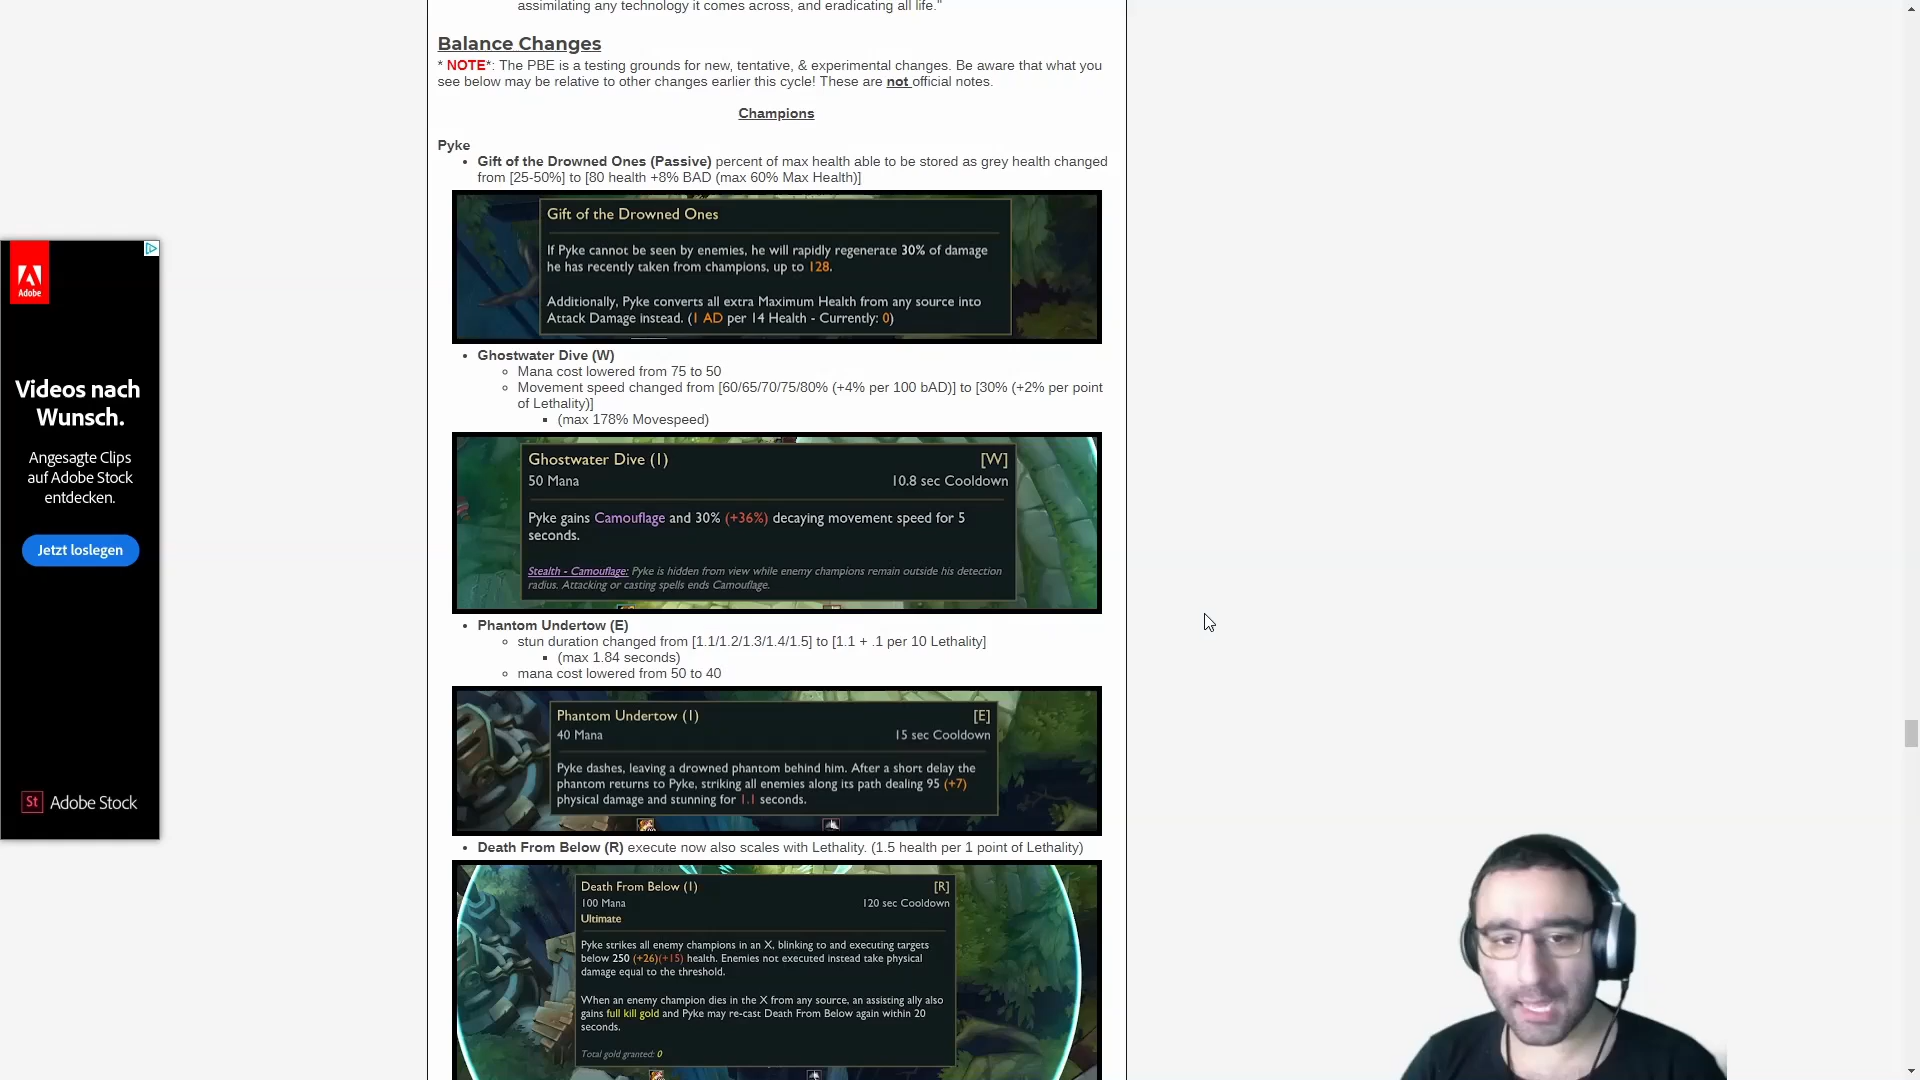 assimilating any technology it comes across, and eradicating all life."
Balance Changes
* NOTE*: The PBE is a testing grounds for new, tentative, & experimental changes. Be aware that what you
see below may be relative to other changes earlier this cycle! These are not official notes.
Champions
Pyke
• Gift of the Drowned Ones (Passive) percent of max health able to be stored as grey health changed
from [25-50%] to [80 health +8% BAD (max 60% Max Health)]
Gift of the Drowned Ones
If Pyke cannot be seen by enemies, he will rapidly regenerate 30% of damage
he has recently taken from champions, up to 128.
Additionally, Pyke converts all extra Maximum Health from any source into
Attack Damage instead. (1 AD per 14 Health - Currently: 0)
• Ghostwater Dive (W)
Mana cost lowered from 75 to 50
Movement speed changed from [60/65/70/75/80% (+4% per 100 bAD)] to [30% (+2% per point
of Lethality)]
(max 178% Movespeed)
Ghostwater Dive (1) [W]
50 Mana 10.8 sec Cooldown
Pyke gains Camouflage and 30% (+36%) decaying movement speed for 5
seconds.
Stealth - Camouflage: Pyke is hidden from view while enemy champions remain outside his detection
radius. Attacking or casting spells ends Camouflage.
• Phantom Undertow (E)
stun duration changed from [1.1/1.2/1.3/1.4/1.5] to [1.1 + .1 per 10 Lethality]
(max 1.84 seconds)
mana cost lowered from 50 to 40
Phantom Undertow (1) [E]
40 Mana 15 sec Cooldown
Pyke dashes, leaving a drowned phantom behind him. After a short delay the
phantom returns to Pyke, striking all enemies along its path dealing 95 (+7)
physical damage and stunning for 1.1 seconds.
• Death From Below (R) execute now also scales with Lethality. (1.5 health per 1 point of Lethality)
Death From Below (1) [R]
100 Mana 120 sec Cooldown
Ultimate
Pyke strikes all enemy champions in an X, blinking to and executing targets
below 250 (+26)(+15) health. Enemies not executed instead take physical
damage equal to the threshold.
When an enemy champion dies in the X from any source, an assisting ally also
gains full kill gold and Pyke may re-cast Death From Below again within 20
seconds.
Total gold granted: 0
Adobe
Videos nach
Wunsch.
Angesagte Clips
auf Adobe Stock
entdecken.
Jetzt loslegen
St Adobe Stock